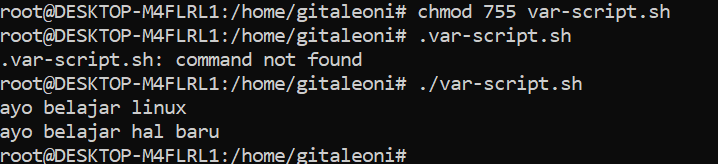 root@DESKTOP-M4FLRL1:/home/gitaleoni# chmod 755 var-script.sh
root@DESKTOP-M4FLRL1:/home/gitaleoni# .var-script.sh
.var-script.sh: command not found
root@DESKTOP-M4FLRL1:/home/gitaleoni# ./var-script.sh
ayo belajar linux
ayo belajar hal baru
root@DESKTOP-M4FLRL1:/home/gitaleoni#